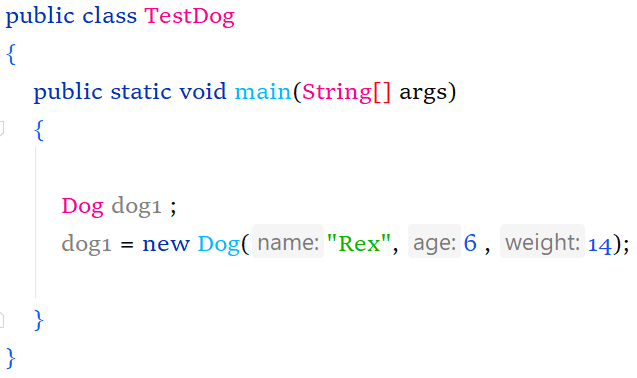 public class TestDog
{
public static void main(String[] args)
{
Dog dog1 ;
dog1 = new Dog( name: "Rex", age: 6 , weight: 14);
}
}